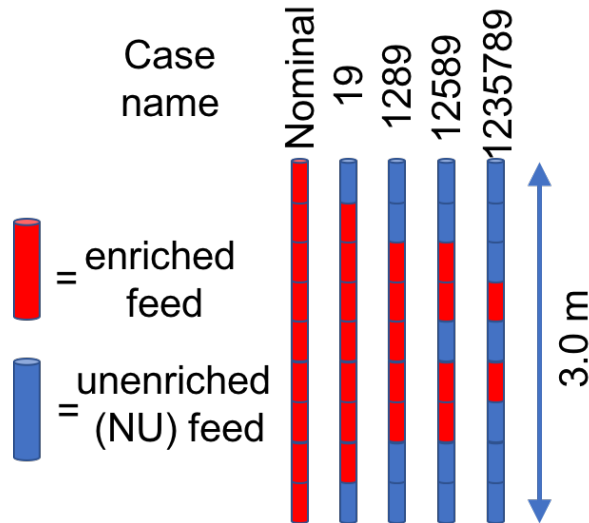 Case
name
Nominal
19
1289
12589
1235789
= enriched
feed
= unenriched
(NU) feed
3.0 m